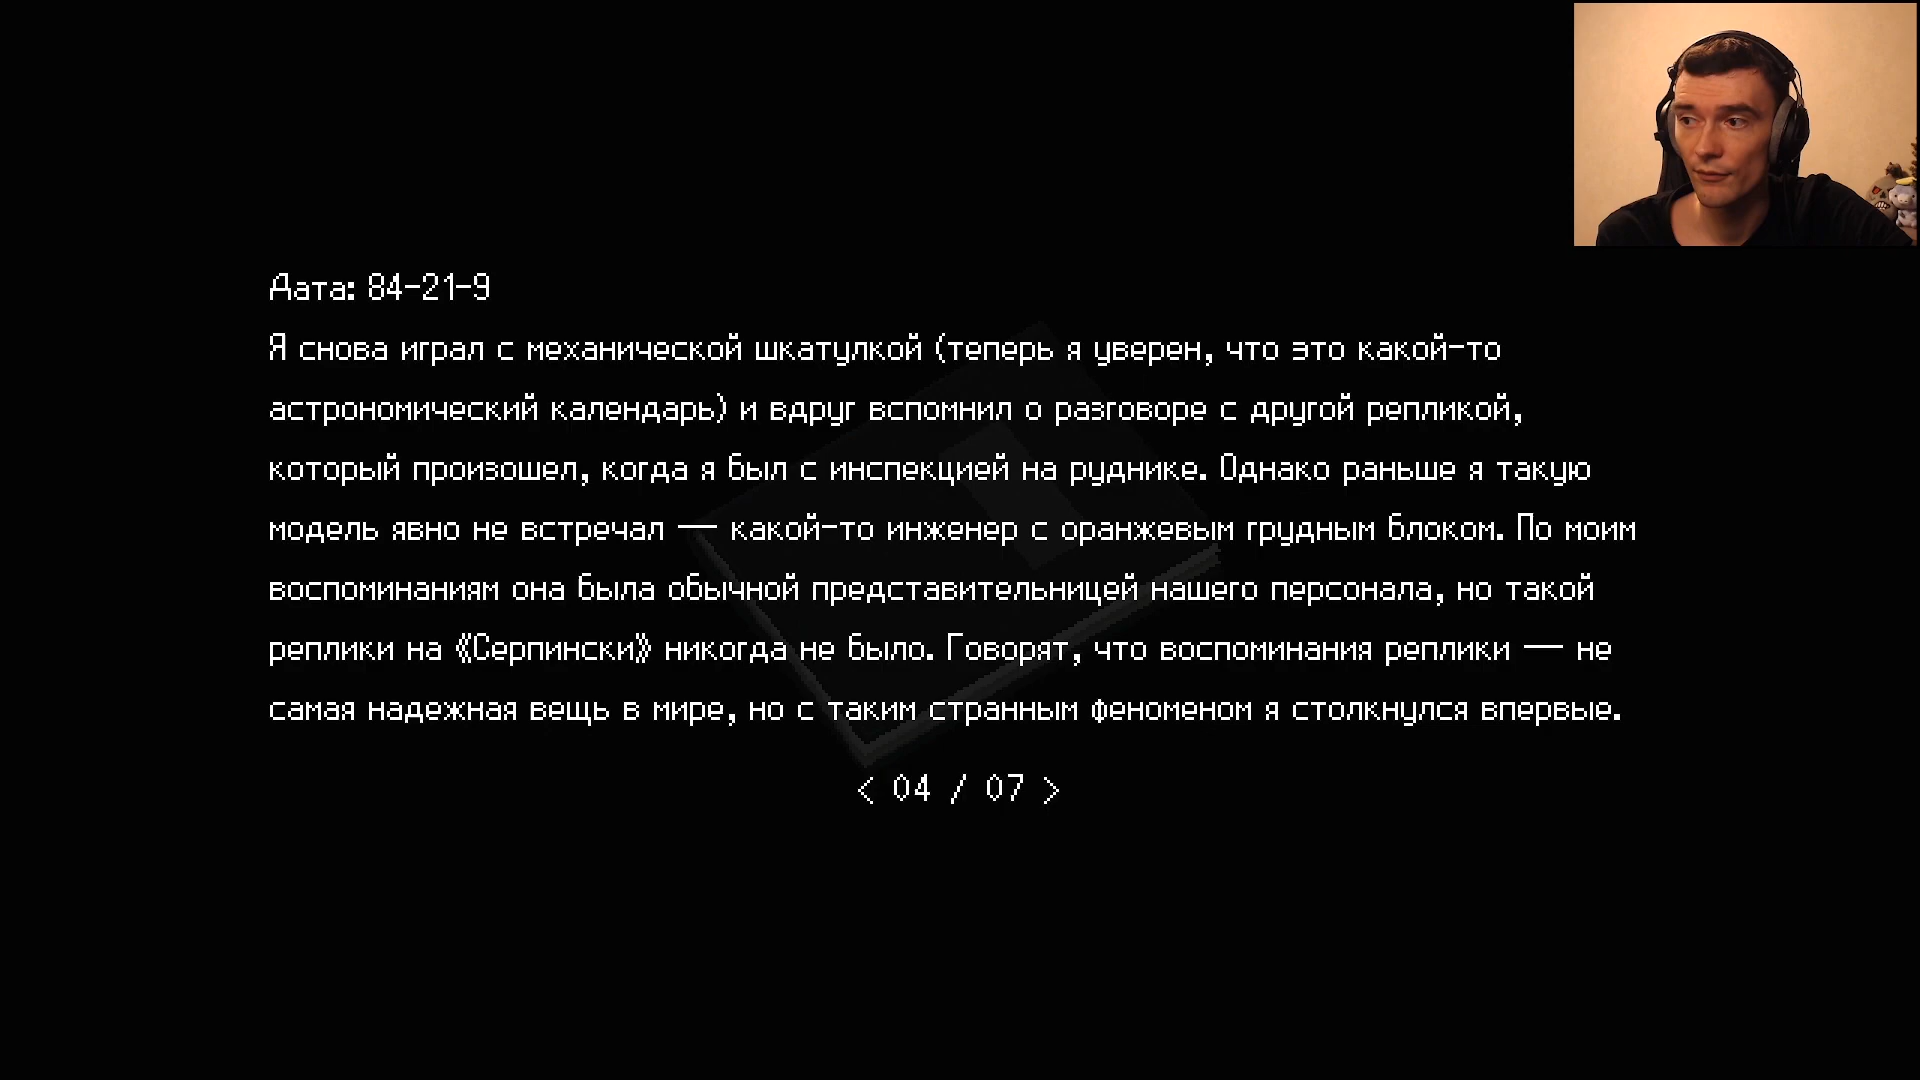 Дата: 84-21-9
Я снова играл с механической шкатулкой (теперь я уверен, что это какой-то
астрономический календарь) и вдруг вспомнил о разговоре с другой репликой,
который произошел, когда я был с инспекцией на руднике. Однако раньше я такую
модель явно не встречал — какой-то инженер с оранжевым грудным блоком. По моим
воспоминаниям она была обычной представительницей нашего персонала, но такой
реплики на «Серпински» никогда не было. Говорят, что воспоминания реплики — не
самая надежная вещь в мире, но с таким странным феноменом я столкнулся впервые.
< 04 / 07 >